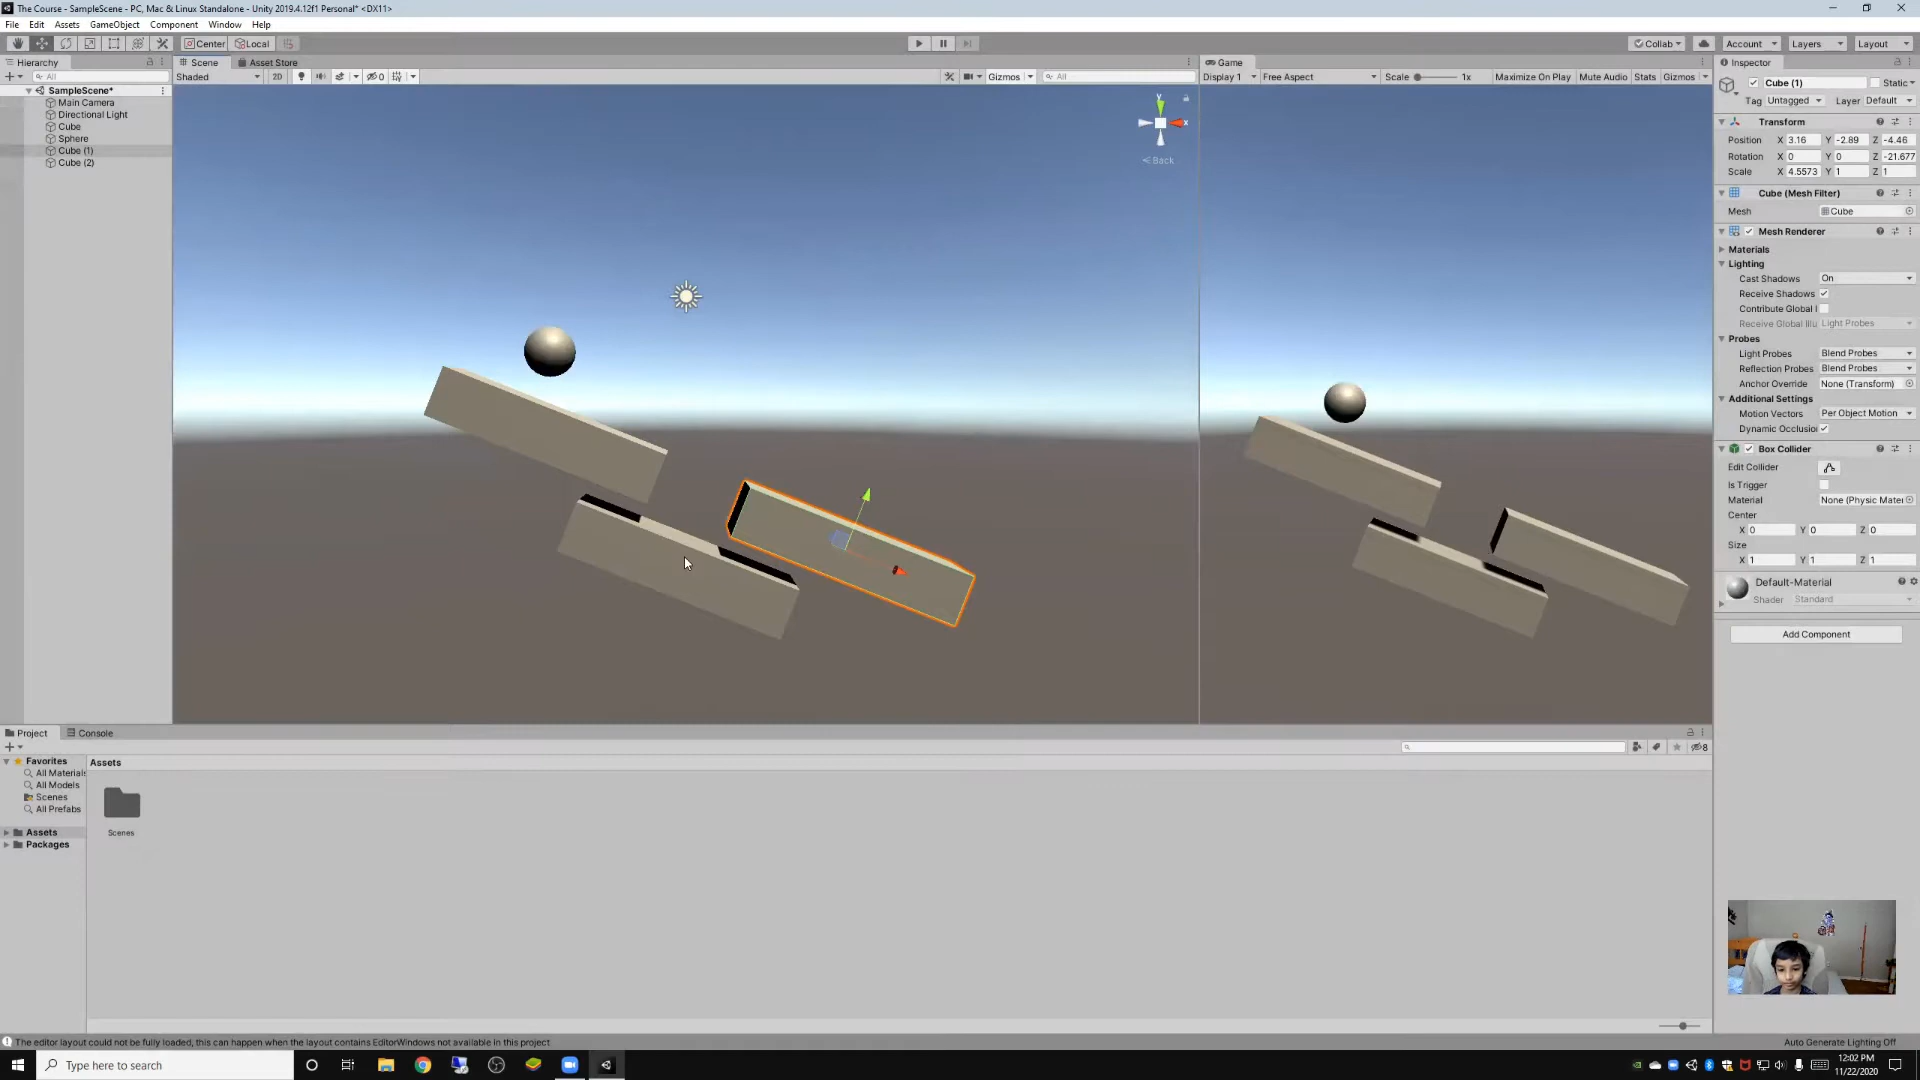 The Course - SampleScene - PC, Mac & Linux Standalone - Unity 2019.4.12f1 Personal* <DX11>
File Edit Assets GameObject Component Window Help
Center Local Collab Account Layers Layout
Hierarchy
All
SampleScene*
Main Camera
Directional Light
Cube
Sphere
Cube (1)
Cube (2)
Scene Asset Store
Shaded 2D 0 Gizmos All
Y
X
< Back
Game
Display 1 Free Aspect Scale 1x Maximize On Play Mute Audio Stats Gizmos
Inspector
Cube (1) Static
Tag Untagged Layer Default
Transform
Position X 3.16 Y -2.89 Z -4.46
Rotation X 0 Y 0 Z -21.677
Scale X 4.5573 Y 1 Z 1
Cube (Mesh Filter)
Mesh Cube
Mesh Renderer
Materials
Lighting
Cast Shadows On
Receive Shadows
Contribute Global I
Receive Global Illu Light Probes
Probes
Light Probes Blend Probes
Reflection Probes Blend Probes
Anchor Override None (Transform)
Additional Settings
Motion Vectors Per Object Motion
Dynamic Occlusion
Box Collider
Edit Collider
Is Trigger
Material None (Physic Mater
Center
X 0 Y 0 Z 0
Size
X 1 Y 1 Z 1
Default-Material
Shader Standard
Add Component
Project Console
8
Favorites
All Materials
All Models
Scenes
All Prefabs
Assets
Packages
Assets
Scenes
The editor layout could not be fully loaded, this can happen when the layout contains EditorWindows not available in this project
Auto Generate Lighting Off
Type here to search
12:02 PM
11/22/2020